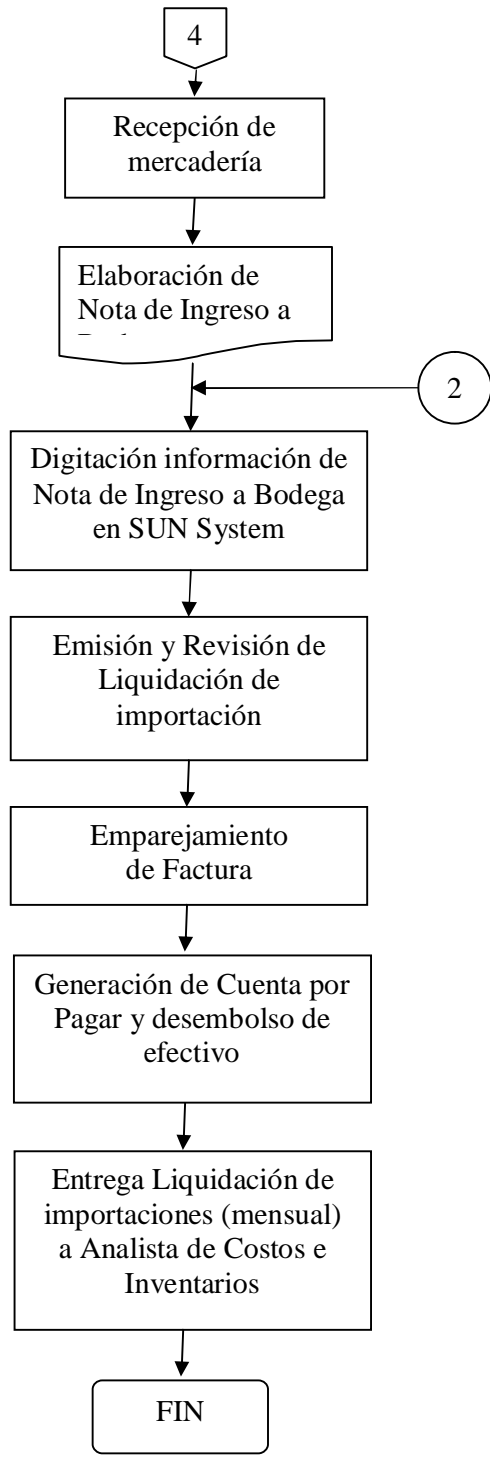 4
Recepción de
mercadería
Elaboración de
Nota de Ingreso a
2
Digitación información de
Nota de Ingreso a Bodega
en SUN System
Emisión y Revisión de
Liquidación de
importación
Emparejamiento
de Factura
Generación de Cuenta por
Pagar y desembolso de
efectivo
Entrega Liquidación de
importaciones (mensual)
a Analista de Costos e
Inventarios
FIN